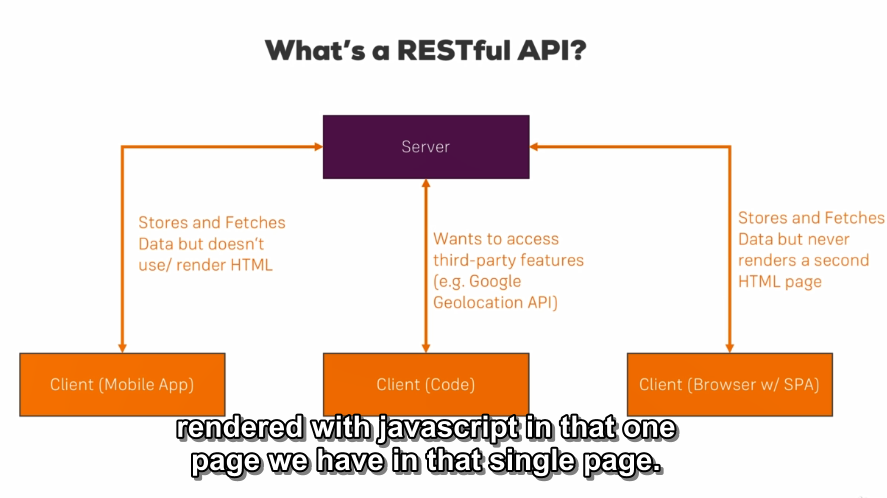 What's a RESTful API?
Server
Stores and Fetches
Data but doesn't
use/ render HTML
Wants to access
third-party features
(e.g. Google
Geolocation API)
Stores and Fetches
Data but never
renders a second
HTML page
Client (Mobile App)
Client (Code)
Client (Browser w/ SPA)
rendered with javascript in that one
page we have in that single page.